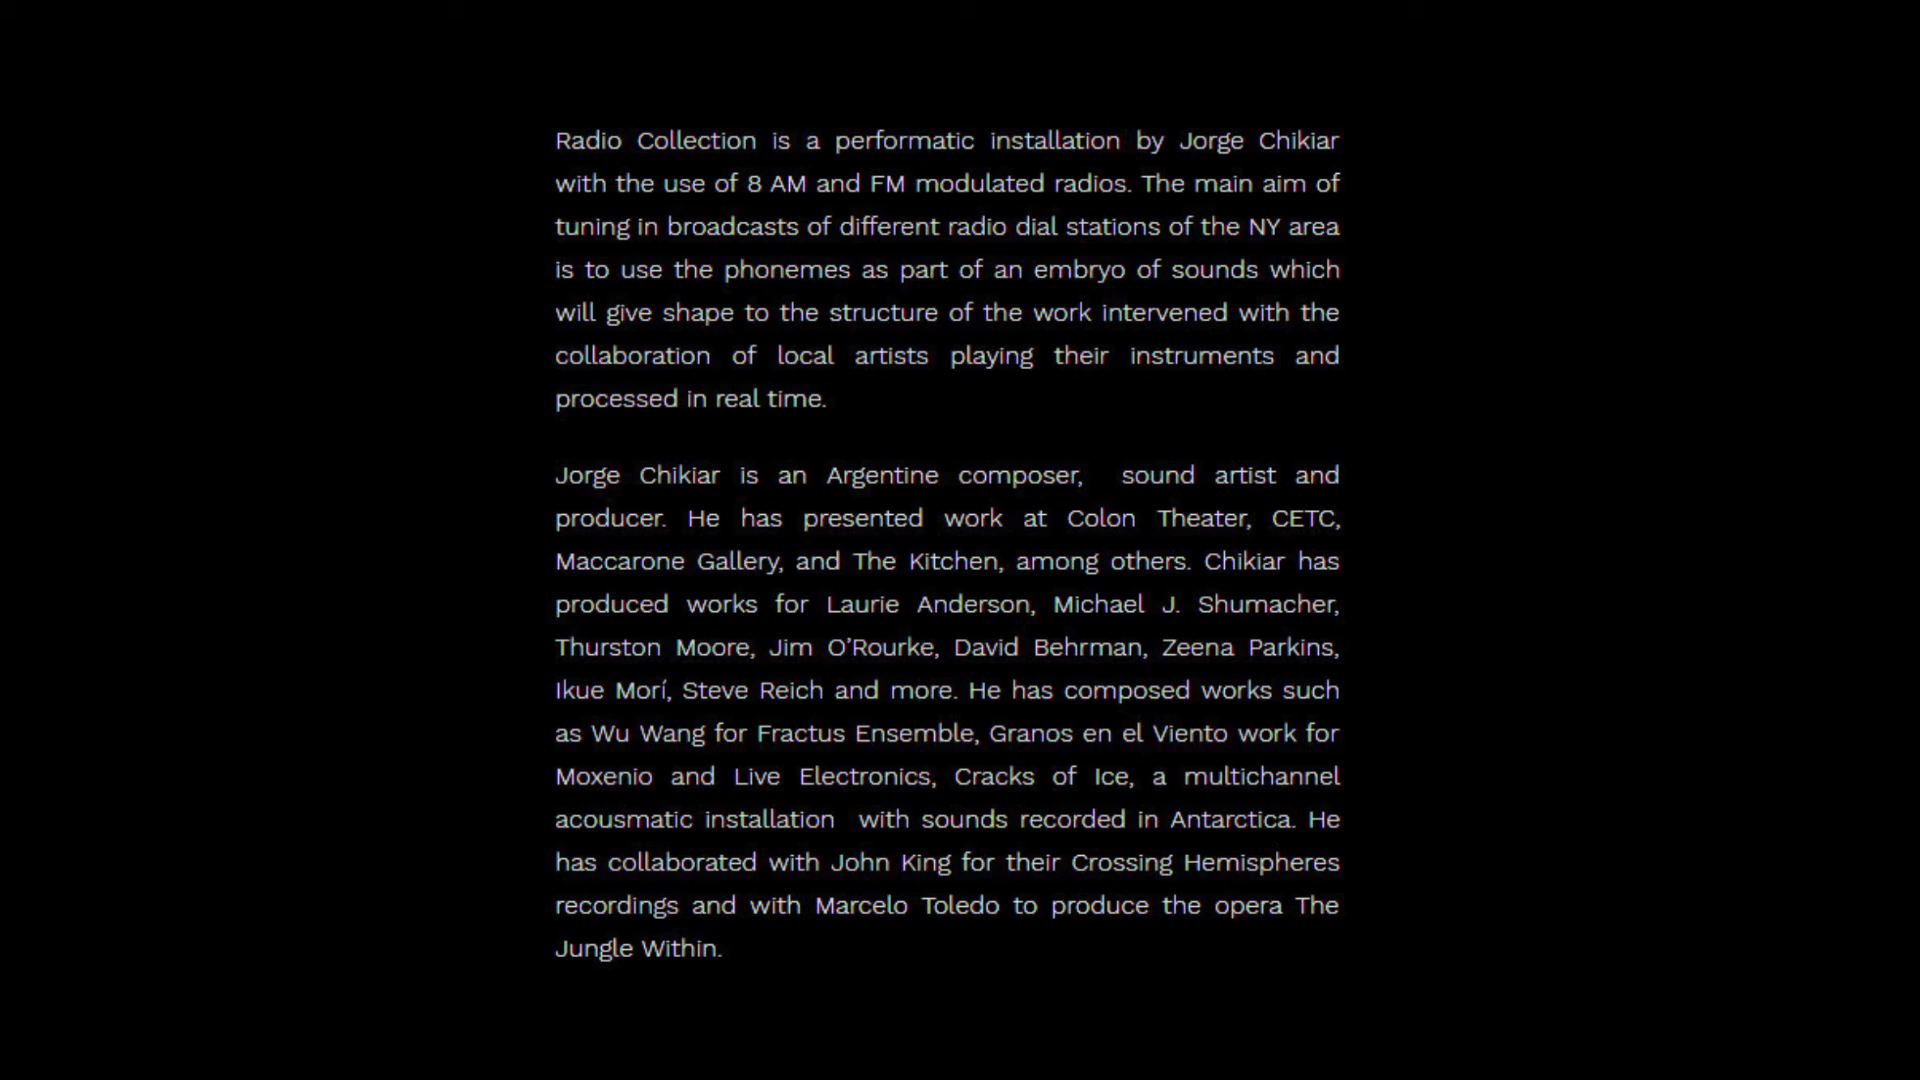 Radio Collection is a performatic installation by Jorge Chikiar
with the use of 8 AM and FM modulated radios. The main aim of
tuning in broadcasts of different radio dial stations of the NY area
is to use the phonemes as part of an embryo of sounds which
will give shape to the structure of the work intervened with the
collaboration of local artists playing their instruments and
processed in real time.
Jorge Chikiar is an Argentine composer, sound artist and
producer. He has presented work at Colon Theater, CETC,
Maccarone Gallery, and The Kitchen, among others. Chikiar has
produced works for Laurie Anderson, Michael J. Shumacher,
Thurston Moore, Jim O’Rourke, David Behrman, Zeena Parkins,
Ikue Morí, Steve Reich and more. He has composed works such
as Wu Wang for Fractus Ensemble, Granos en el Viento work for
Moxenio and Live Electronics, Cracks of Ice, a multichannel
acousmatic installation with sounds recorded in Antarctica. He
has collaborated with John King for their Crossing Hemispheres
recordings and with Marcelo Toledo to produce the opera The
Jungle Within.